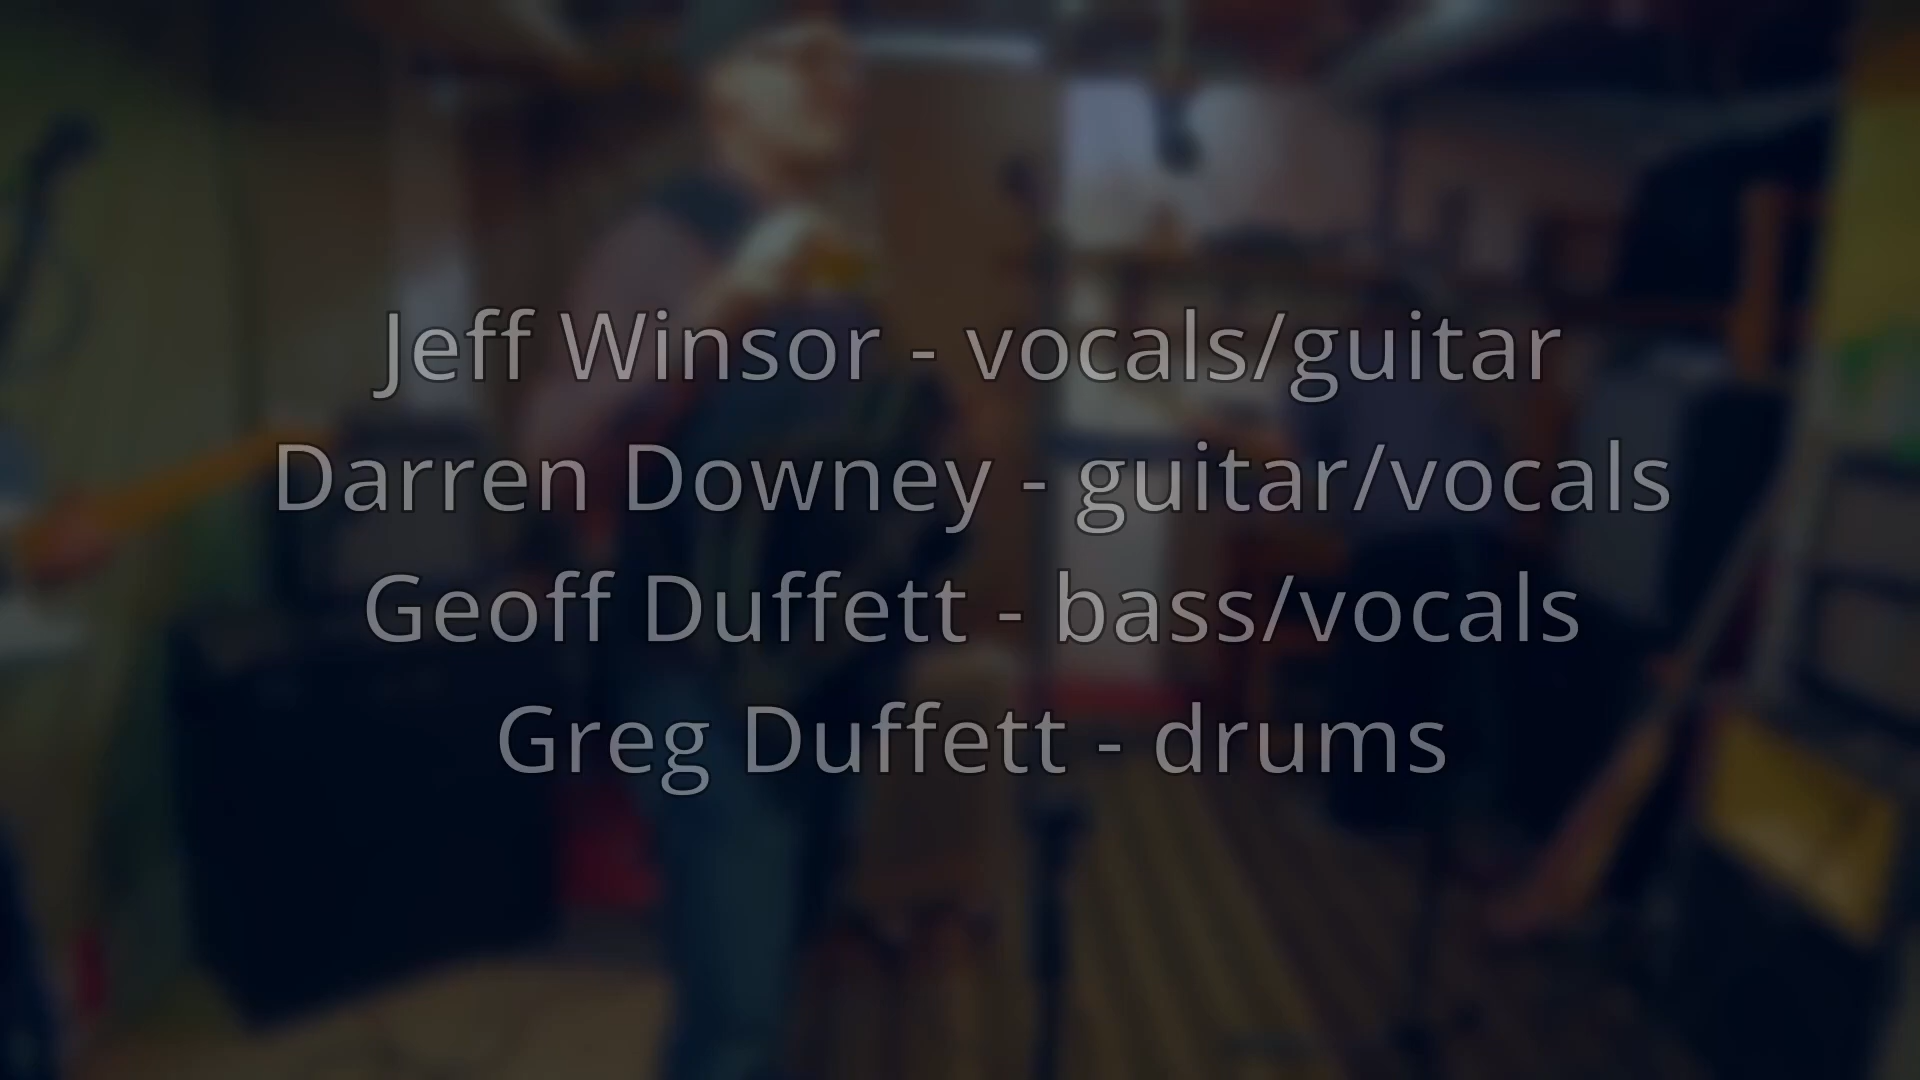 Jeff Winsor - vocals/guitar
Darren Downey - guitar/vocals
Geoff Duffett - bass/vocals
Greg Duffett - drums